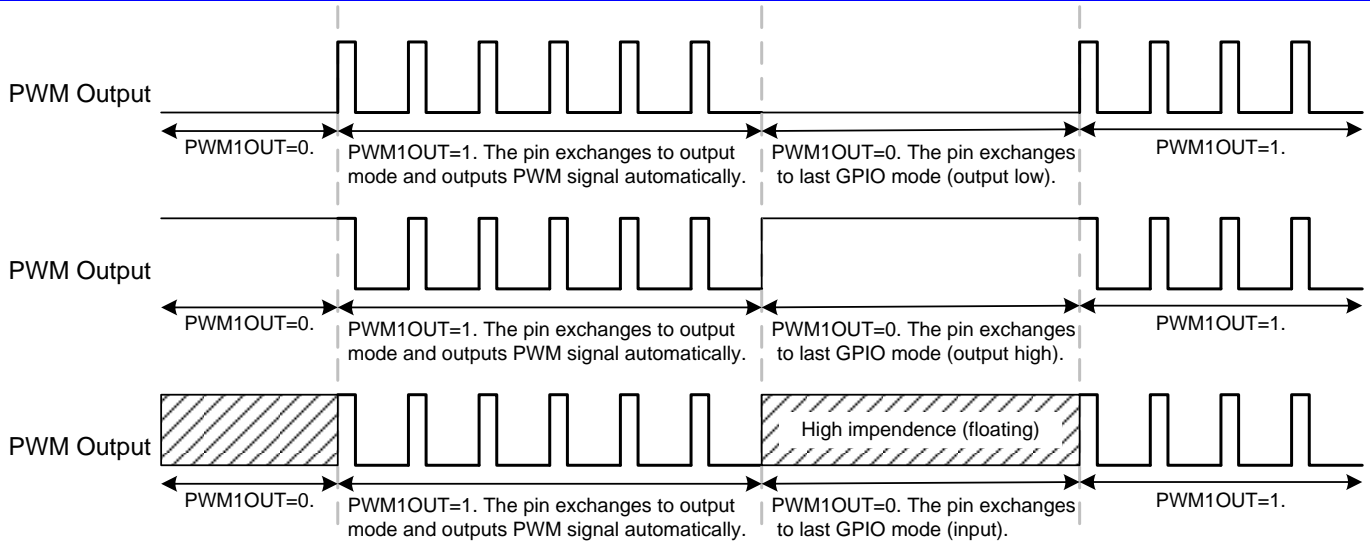 PWM Output
PWM1OUT=0.
PWM1OUT=1. The pin exchanges to output
mode and outputs PWM signal automatically.
PWM1OUT=0. The pin exchanges
to last GPIO mode (output low).
PWM1OUT=1.
PWM Output
PWM1OUT=0.
PWM1OUT=1. The pin exchanges to output
mode and outputs PWM signal automatically.
PWM1OUT=0. The pin exchanges
to last GPIO mode (output high).
PWM1OUT=1.
PWM Output
High impendence (floating)
PWM1OUT=0.
PWM1OUT=1. The pin exchanges to output
mode and outputs PWM signal automatically.
PWM1OUT=0. The pin exchanges
to last GPIO mode (input).
PWM1OUT=1.